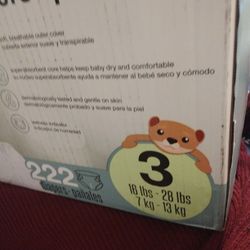 breathable outer cover
cubierta exterior suave y transpirable
superabsorbent core helps keep baby dry and comfortable
núcleo superabsorbente ayuda a mantener al bebé seco y cómodo
dermatologically tested and gentle on skin
dermatológicamente probado y suave para la piel
wetness indicator
indicador de humedad
3
16 lbs - 28 lbs
7 kg - 13 kg
222
diapers • pañales